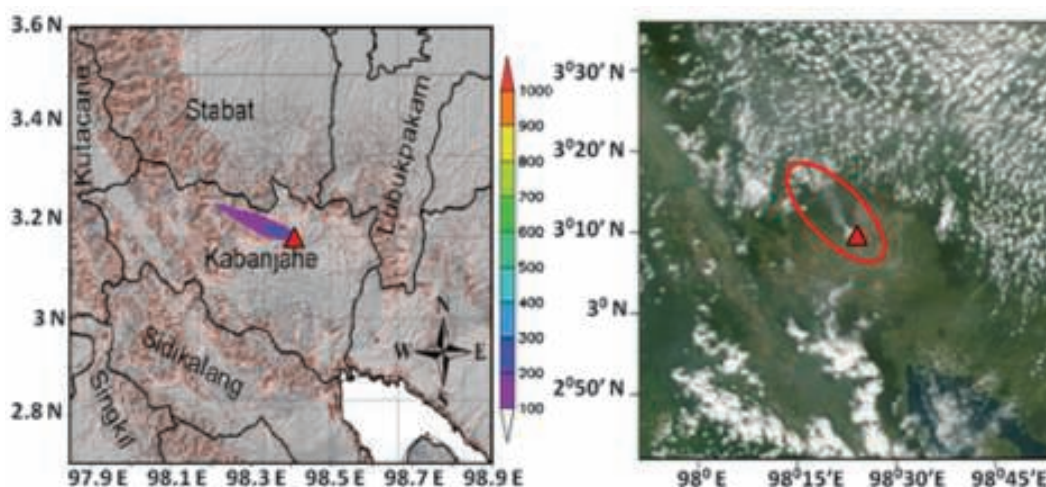 3.6 N
3.4 N
3.2 N
3 N
2.8 N
97.9 E 98.1 E 98.3 E 98.5 E 98.7 E 98.9 E
Kutacane
Stabat
Lubukpakam
Kabanjahe
Sidikalang
Singkil
N
W E
S
1000
900
800
700
600
500
400
300
200
100
3⁰30' N
3⁰20' N
3⁰10' N
3⁰ N
2⁰50' N
98⁰ E 98⁰15'E 98⁰30'E 98⁰45'E